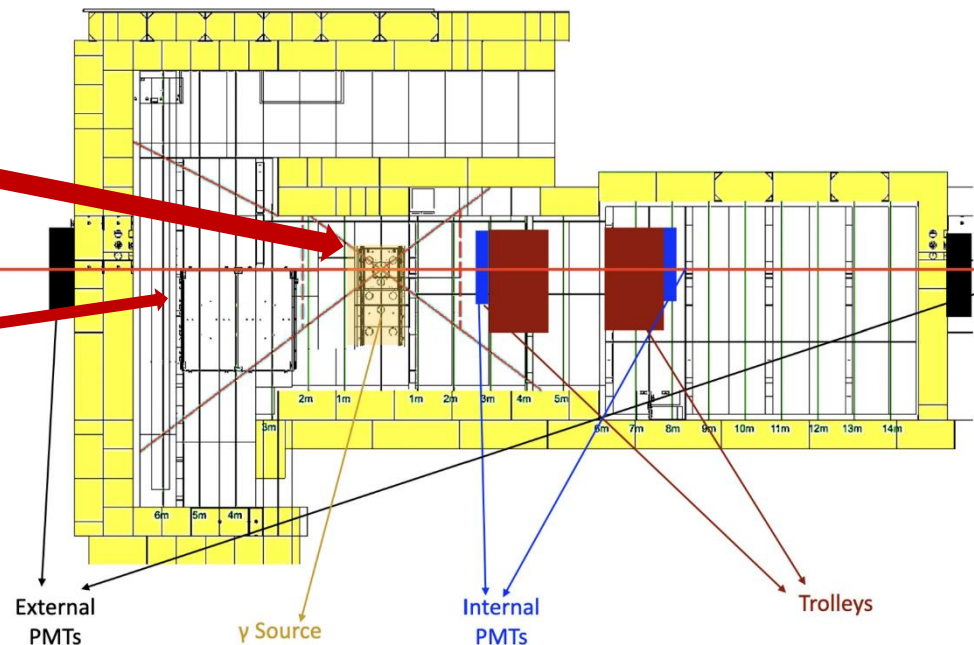 2m 1m 1m 2m 3m 4m 5m
3m
6m 7m 8m 9m 10m 11m 12m 13m 14m
6m 5m 4m
External
PMTs
γ Source
Internal
PMTs
Trolleys